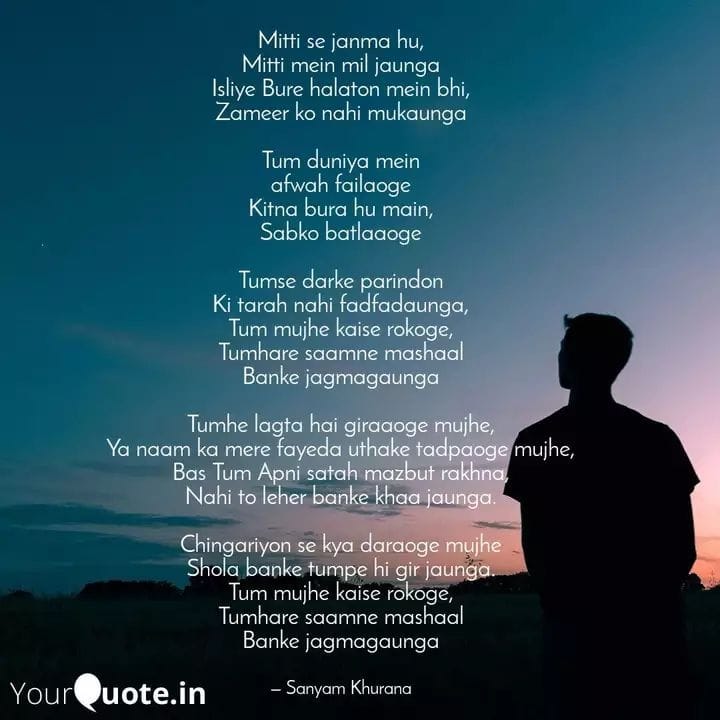 Mitti se janma hu,
Mitti mein mil jaunga
Isliye Bure halaton mein bhi,
Zameer ko nahi mukaunga
Tum duniya mein
afwah failaoge
Kitna bura hu main,
Sabko batlaaoge
Tumse darke parindon
Ki tarah nahi fadfadaunga,
Tum mujhe kaise rokoge,
Tumhare saamne mashaal
Banke jagmagaunga
Tumhe lagta hai giraaoge mujhe,
Ya naam ka mere fayeda uthake tadpaoge mujhe,
Bas Tum Apni satah mazbut rakhna,
Nahi to leher banke khaa jaunga.
Chingariyon se kya daraoge mujhe
Shola banke tumpe hi gir jaunga.
Tum mujhe kaise rokoge,
Tumhare saamne mashaal
Banke jagmagaunga
– Sanyam Khurana
YourQuote.in